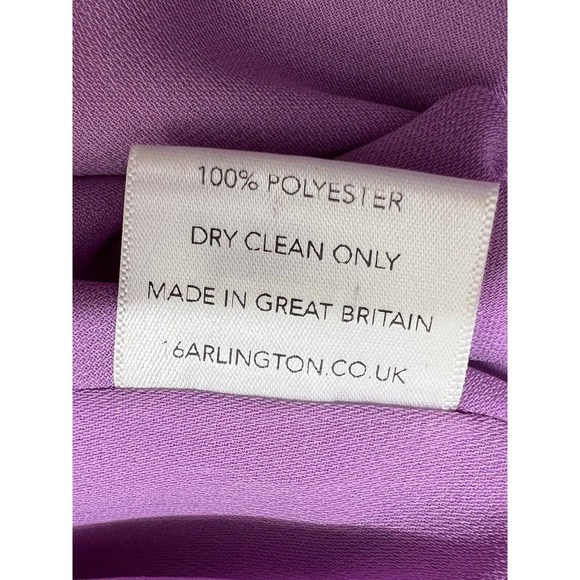 100% POLYESTER
DRY CLEAN ONLY
MADE IN GREAT BRITAIN
16ARLINGTON.CO.UK